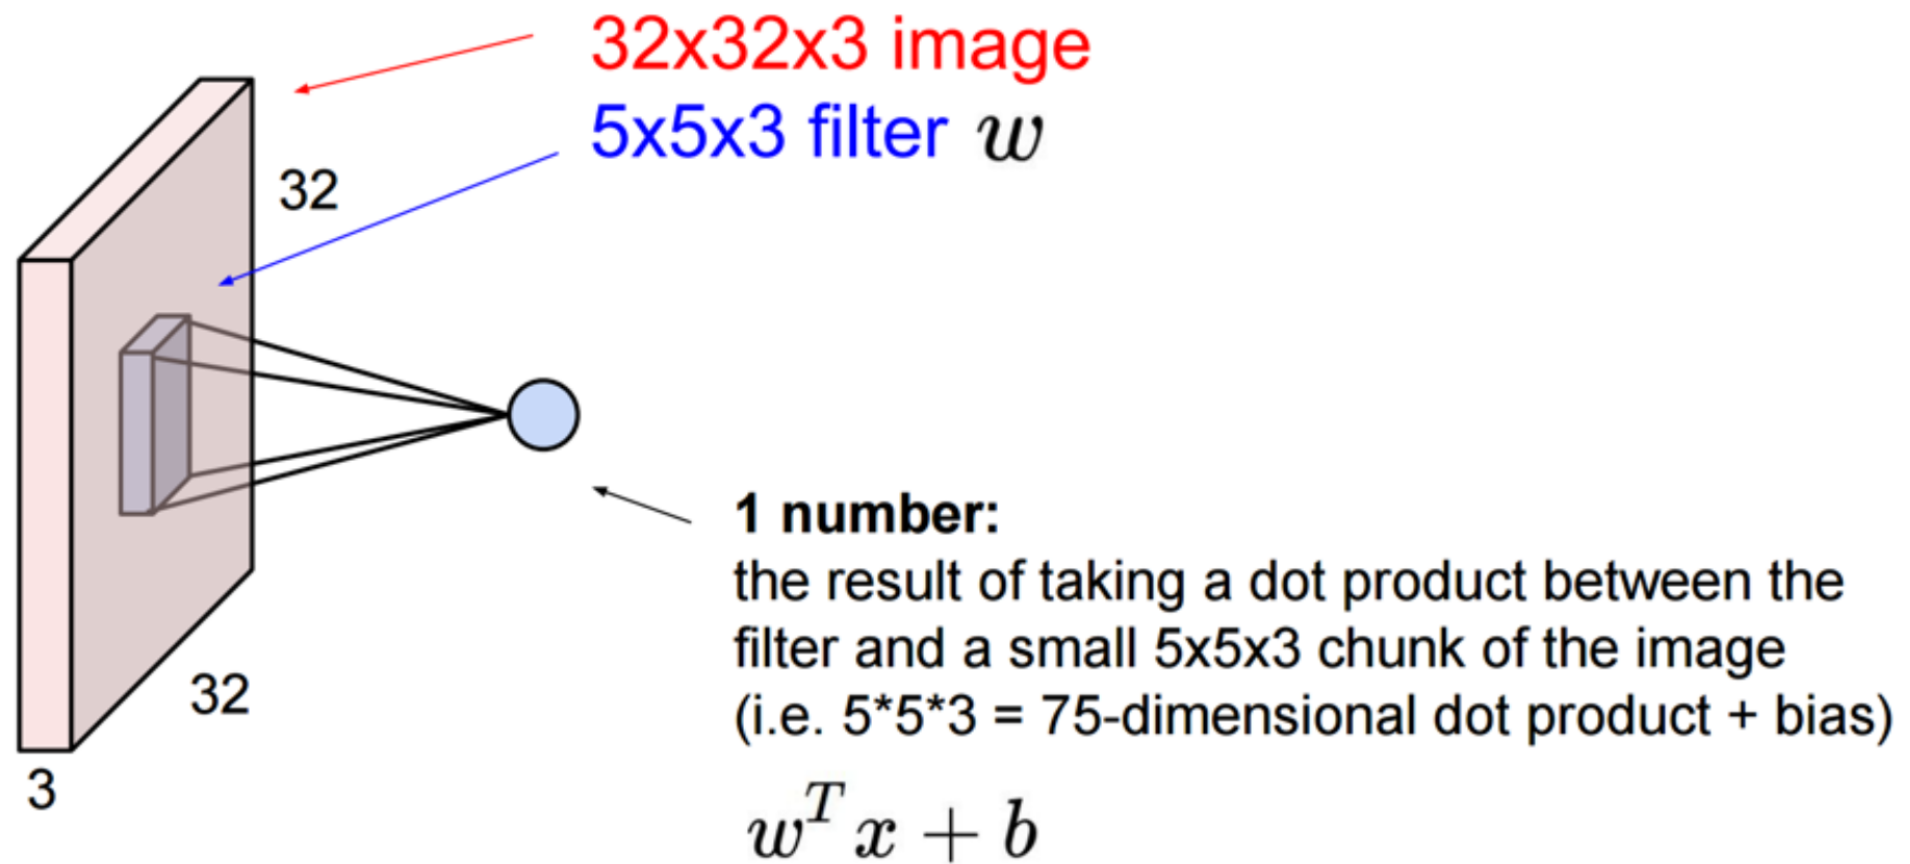 32x32x3 image
5x5x3 filter w
32
32
3
1 number:
the result of taking a dot product between the
filter and a small 5x5x3 chunk of the image
(i.e. 5*5*3 = 75-dimensional dot product + bias)
w^T x + b